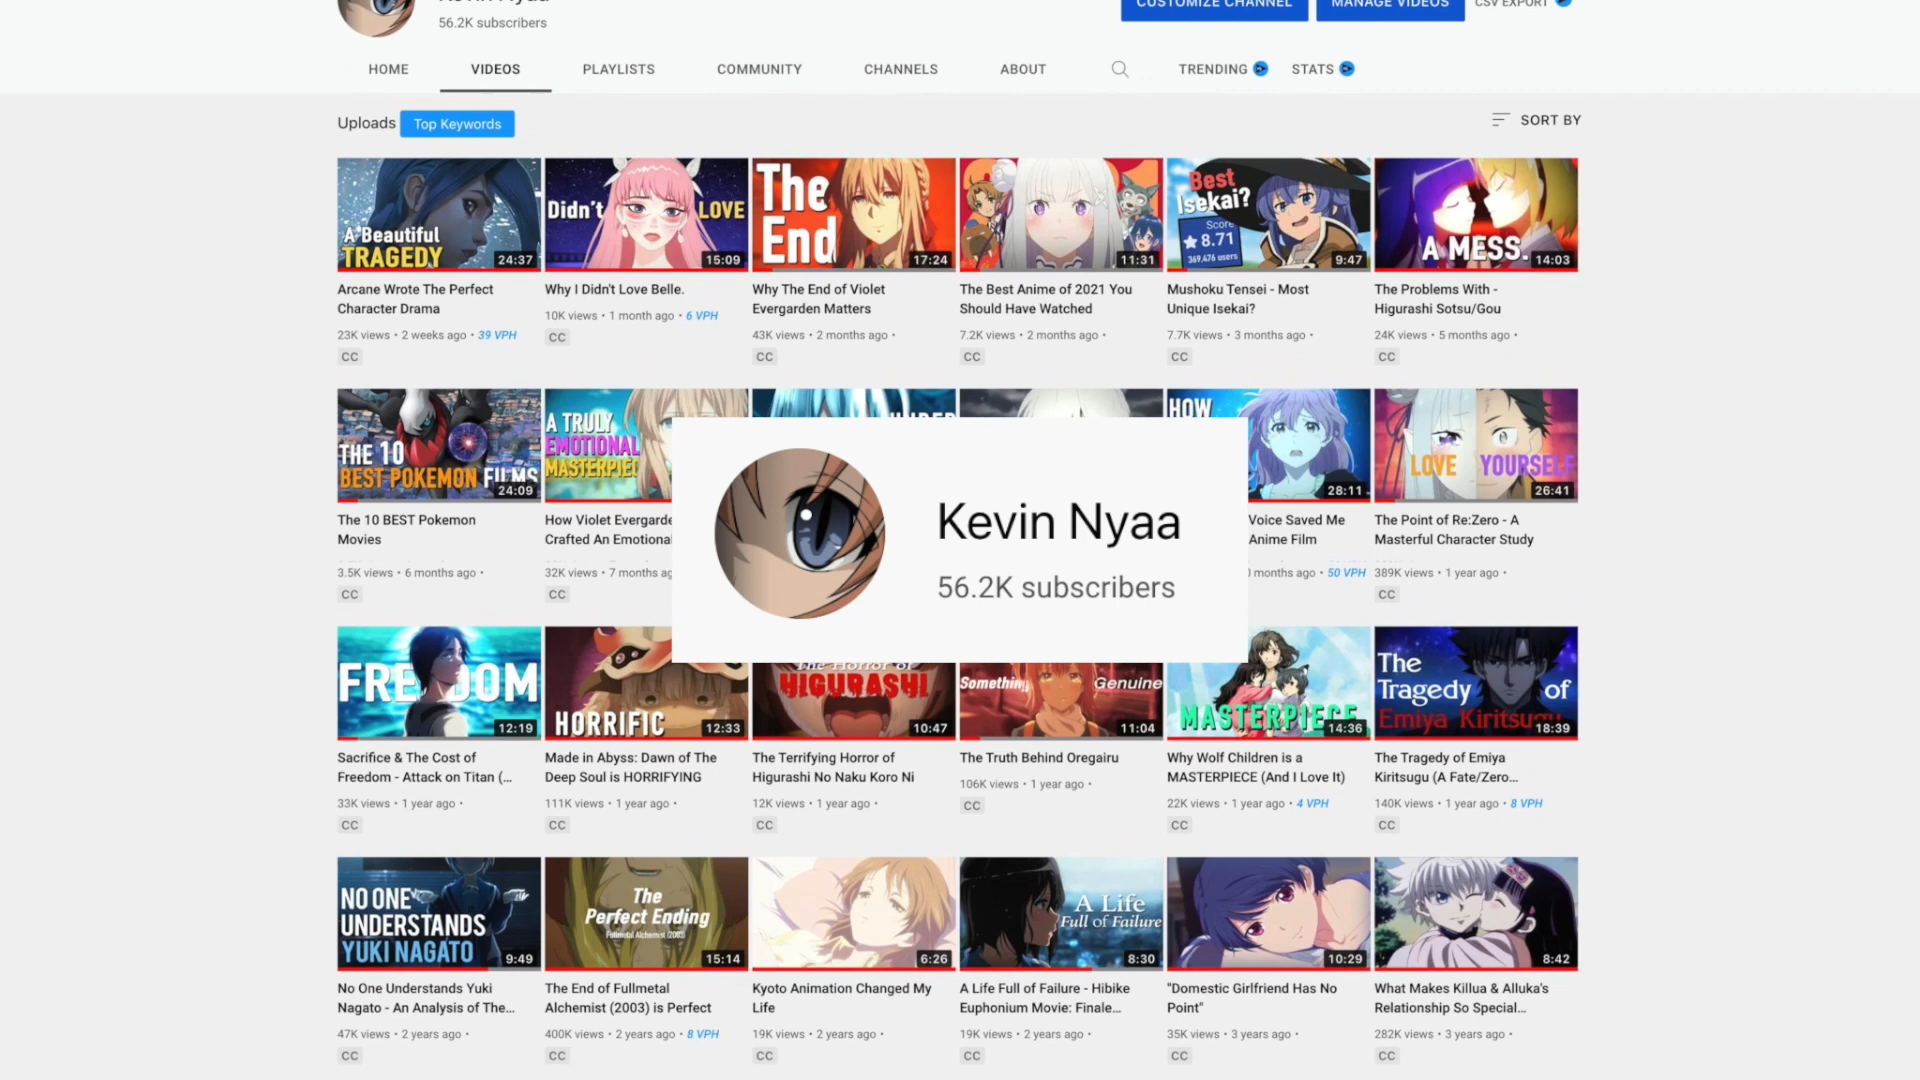 56.2K subscribers
CUSTOMIZE CHANNEL MANAGE VIDEOS CSV EXPORT
HOME VIDEOS PLAYLISTS COMMUNITY CHANNELS ABOUT TRENDING STATS
Uploads Top Keywords SORT BY
A Beautiful
TRAGEDY
24:37
Didn't LOVE
15:09
The
End
17:24
11:31
Best
Isekai?
Score
8.71
369,476 users
9:47
A MESS.
14:03
Arcane Wrote The Perfect
Character Drama
23K views • 2 weeks ago • 39 VPH
CC
Why I Didn't Love Belle.
10K views • 1 month ago • 6 VPH
CC
Why The End of Violet
Evergarden Matters
43K views • 2 months ago •
CC
The Best Anime of 2021 You
Should Have Watched
7.2K views • 2 months ago •
CC
Mushoku Tensei - Most
Unique Isekai?
7.7K views • 3 months ago •
CC
The Problems With -
Higurashi Sotsu/Gou
24K views • 5 months ago •
CC
THE 10
BEST POKEMON FILMS
24:09
A TRULY
EMOTIONAL
HOW
28:11
LOVE YOURSELF
26:41
The 10 BEST Pokemon
Movies
3.5K views • 6 months ago •
CC
How Violet Evergarde
Crafted An Emotional
32K views • 7 months ag
CC
Kevin Nyaa
56.2K subscribers
Voice Saved Me
Anime Film
months ago • 50 VPH
CC
The Point of Re:Zero - A
Masterful Character Study
389K views • 1 year ago •
CC
FREEDOM
12:19
HORRIFIC
12:33
The Horror of
HIGURASHI
10:47
Something Genuine
11:04
MASTERPIECE
14:36
The
Tragedy of
Emiya Kiritsugu
18:39
Sacrifice & The Cost of
Freedom - Attack on Titan (...
33K views • 1 year ago •
CC
Made in Abyss: Dawn of The
Deep Soul is HORRIFYING
111K views • 1 year ago •
CC
The Terrifying Horror of
Higurashi No Naku Koro Ni
12K views • 1 year ago •
CC
The Truth Behind Oregairu
106K views • 1 year ago •
CC
Why Wolf Children is a
MASTERPIECE (And I Love It)
22K views • 1 year ago • 4 VPH
CC
The Tragedy of Emiya
Kiritsugu (A Fate/Zero...
140K views • 1 year ago • 8 VPH
CC
NO ONE
UNDERSTANDS
YUKI NAGATO
9:49
The
Perfect Ending
Fullmetal Alchemist (2003)
15:14
6:26
A Life
Full of Failure
8:30
10:29
8:42
No One Understands Yuki
Nagato - An Analysis of The...
47K views • 2 years ago •
CC
The End of Fullmetal
Alchemist (2003) is Perfect
400K views • 2 years ago • 8 VPH
CC
Kyoto Animation Changed My
Life
19K views • 2 years ago •
CC
A Life Full of Failure - Hibike
Euphonium Movie: Finale...
19K views • 2 years ago •
CC
"Domestic Girlfriend Has No
Point"
35K views • 3 years ago •
CC
What Makes Killua & Alluka's
Relationship So Special...
282K views • 3 years ago •
CC